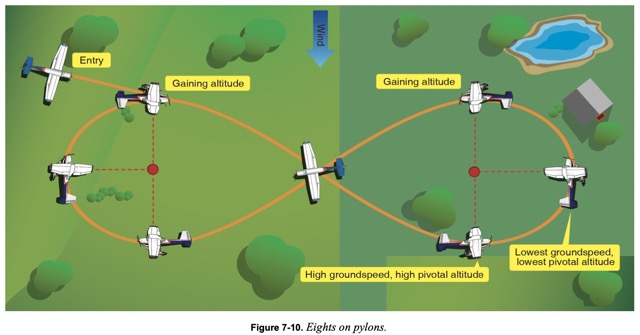 Entry
Gaining altitude
Wind
Gaining altitude
High groundspeed, high pivotal altitude
Lowest groundspeed,
lowest pivotal altitude
Figure 7-10. Eights on pylons.